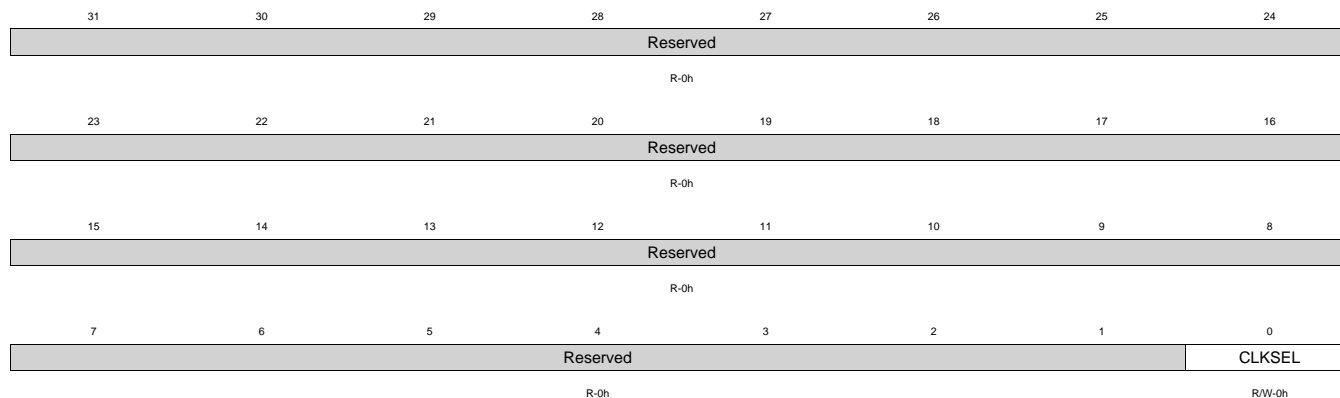 31 30 29 28 27 26 25 24
Reserved
R-0h
23 22 21 20 19 18 17 16
Reserved
R-0h
15 14 13 12 11 10 9 8
Reserved
R-0h
7 6 5 4 3 2 1 0
Reserved CLKSEL
R-0h R/W-0h